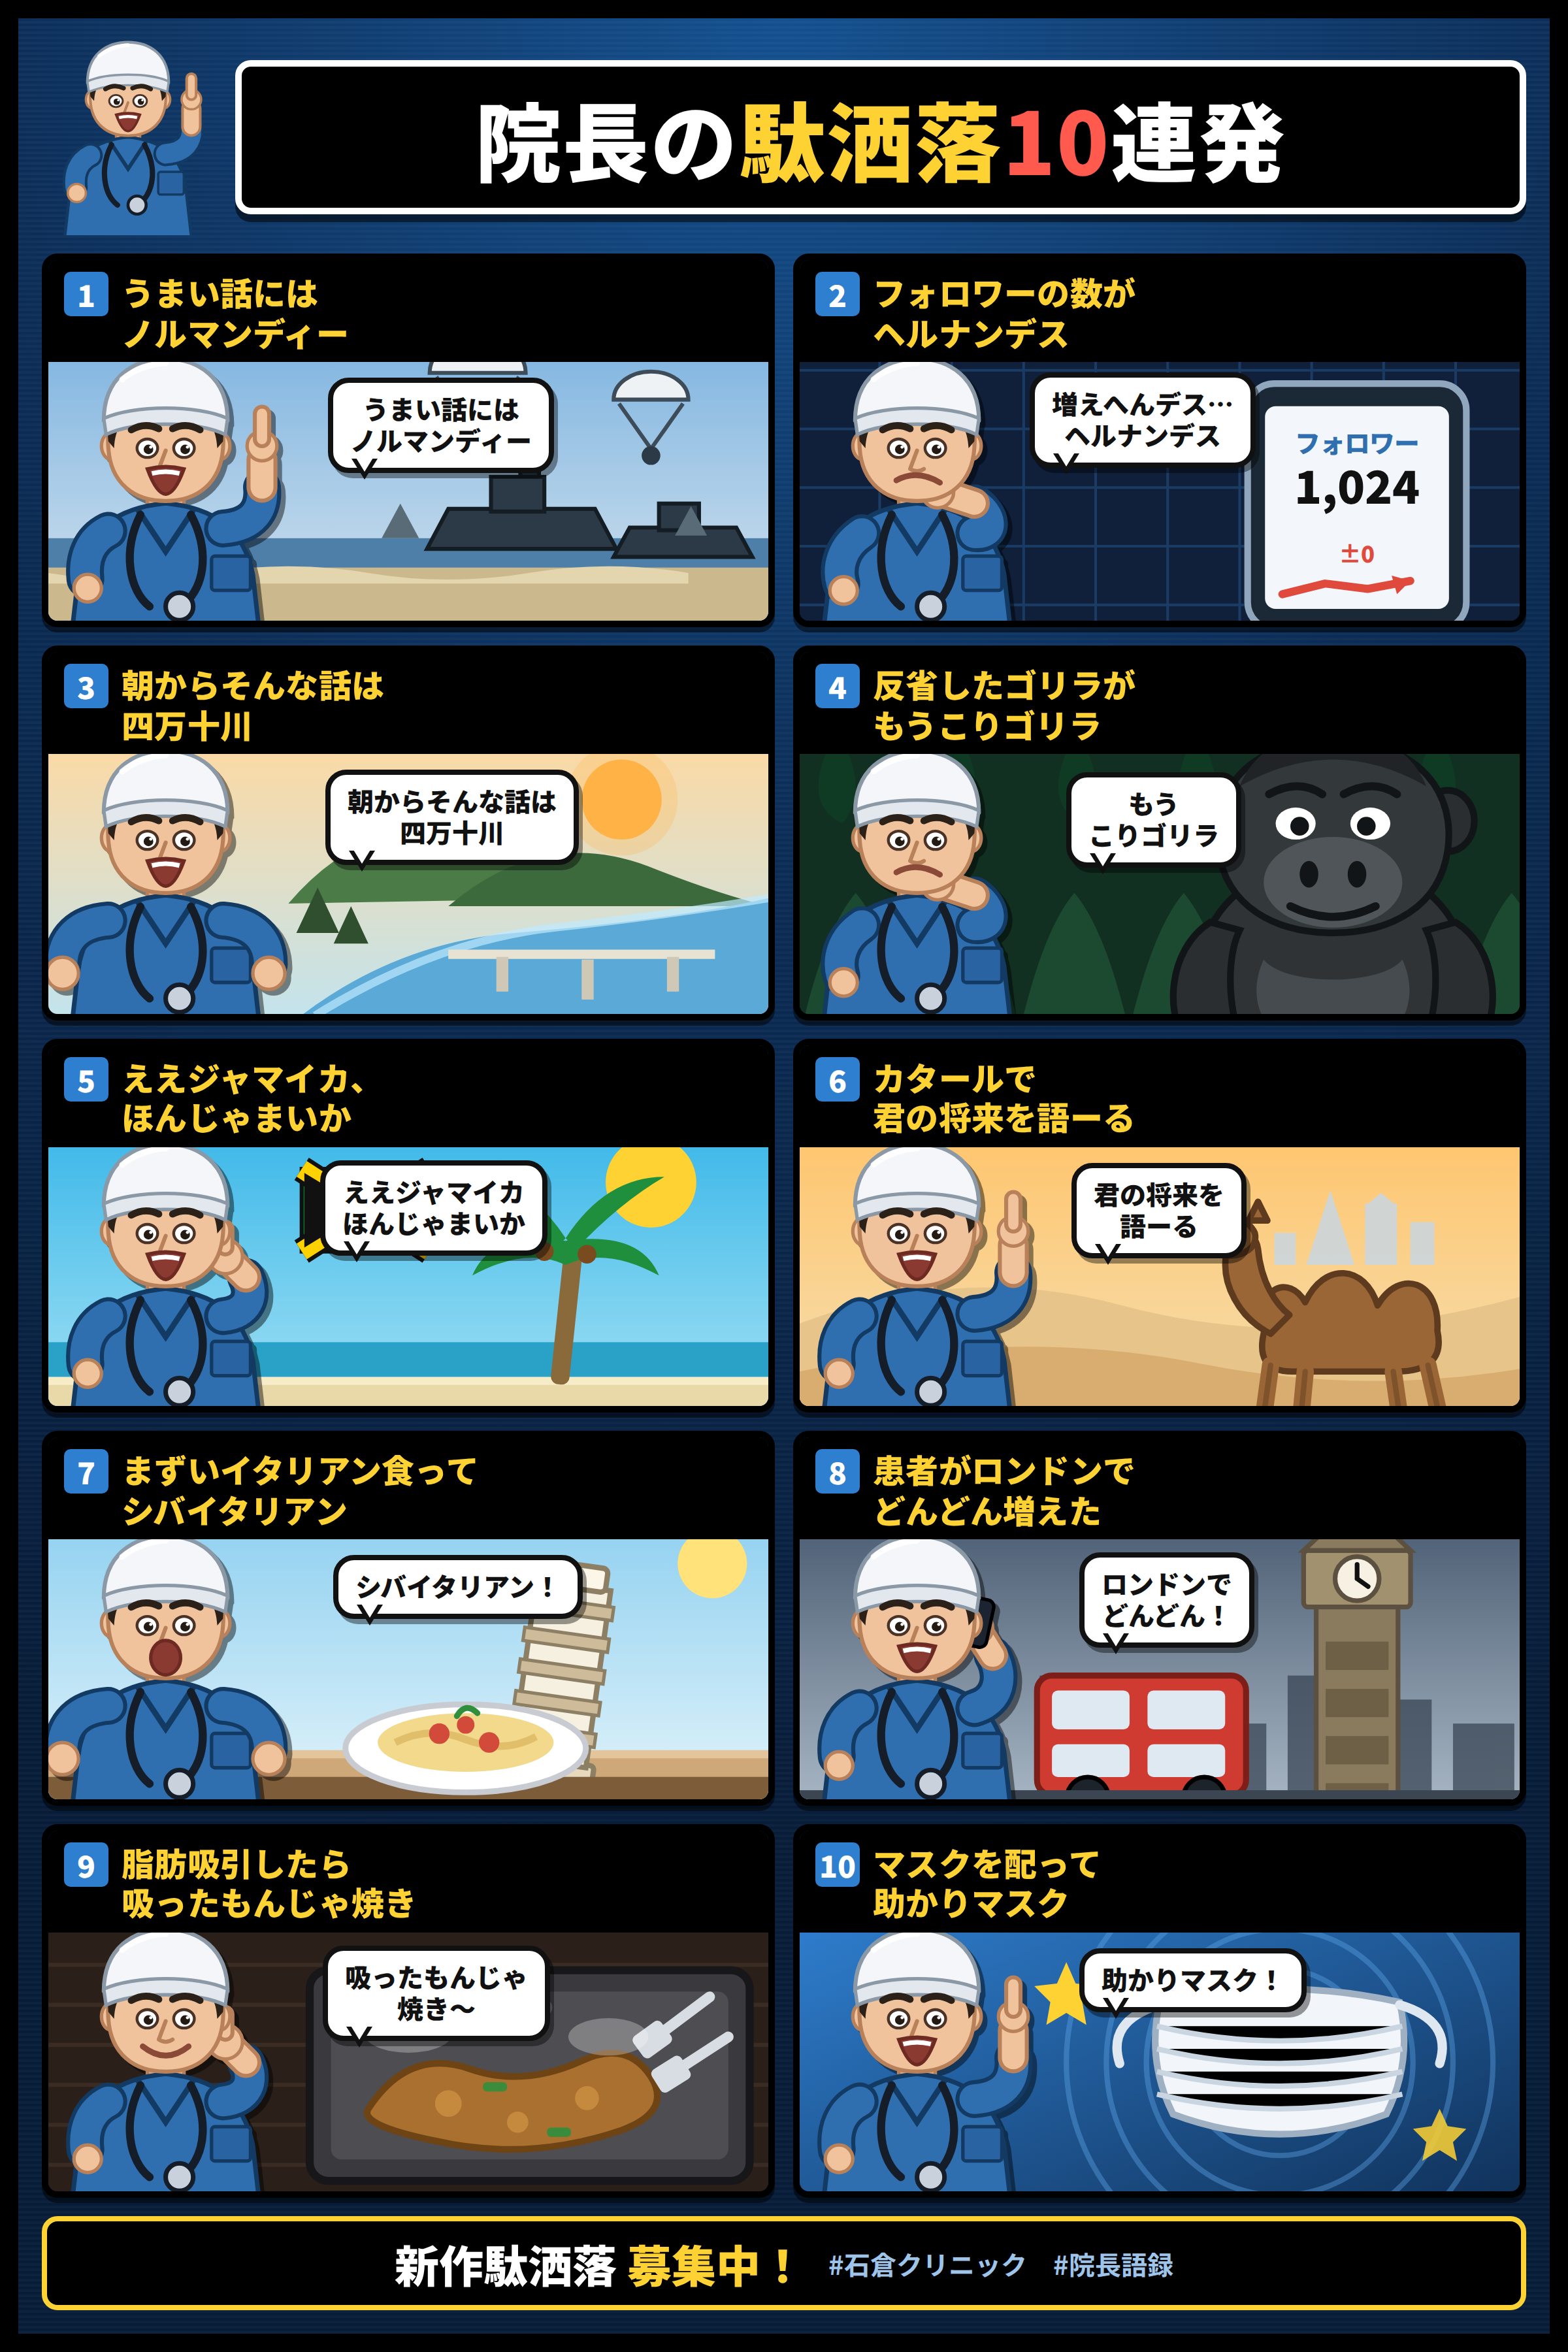 院長の駄洒落10連発
1
うまい話には
ノルマンディー
うまい話には
ノルマンディー
2
フォロワーの数が
ヘルナンデス
増えへんデス…
ヘルナンデス
フォロワー
1,024
±0
3
朝からそんな話は
四万十川
朝からそんな話は
四万十川
4
反省したゴリラが
もうこりゴリラ
もう
こりゴリラ
5
ええジャマイカ、
ほんじゃまいか
ええジャマイカ
ほんじゃまいか
6
カタールで
君の将来を語ーる
君の将来を
語ーる
7
まずいイタリアン食って
シバイタリアン
シバイタリアン！
8
患者がロンドンで
どんどん増えた
ロンドンで
どんどん！
9
脂肪吸引したら
吸ったもんじゃ焼き
吸ったもんじゃ
焼き〜
10
マスクを配って
助かりマスク
助かりマスク！
新作駄洒落 募集中！ #石倉クリニック #院長語録